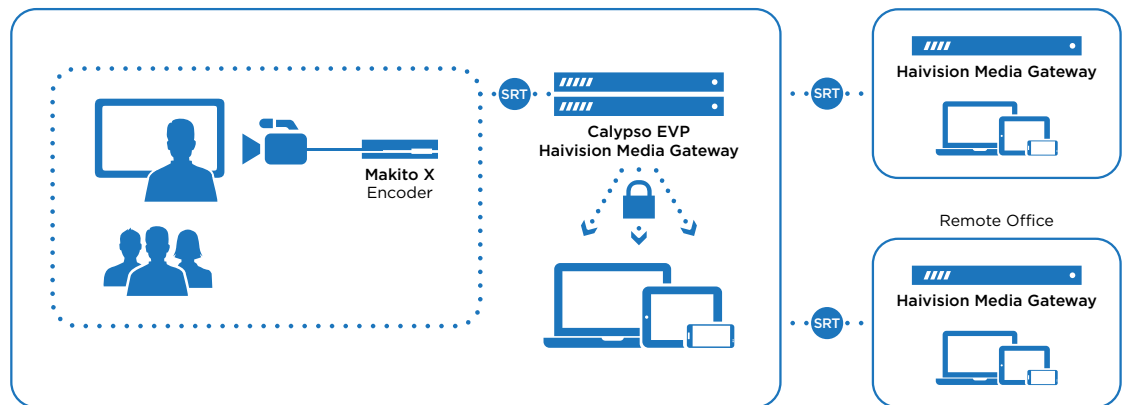 SRT
Calypso EVP
Haivision Media Gateway
Makito X
Encoder
SRT
Haivision Media Gateway
Remote Office
SRT
Haivision Media Gateway